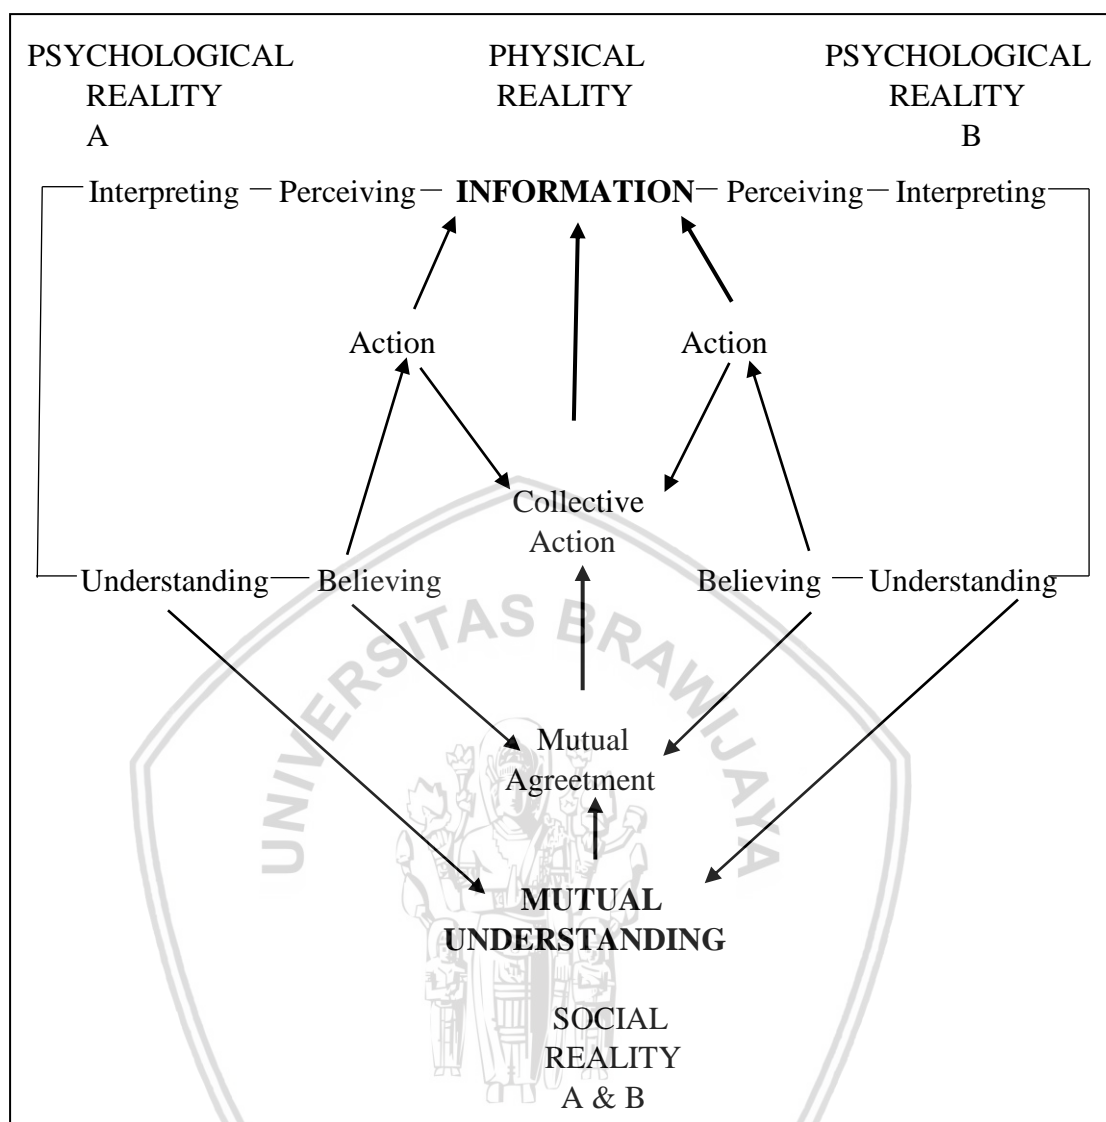 PSYCHOLOGICAL PHYSICAL PSYCHOLOGICAL
REALITY REALITY REALITY
A B
Interpreting Perceiving INFORMATION Perceiving Interpreting
Action Action
Collective
Action
Understanding Believing Believing Understanding
UNIVERSITAS BRAWIJAYA
Mutual
Agreetment
MUTUAL
UNDERSTANDING
SOCIAL
REALITY
A & B